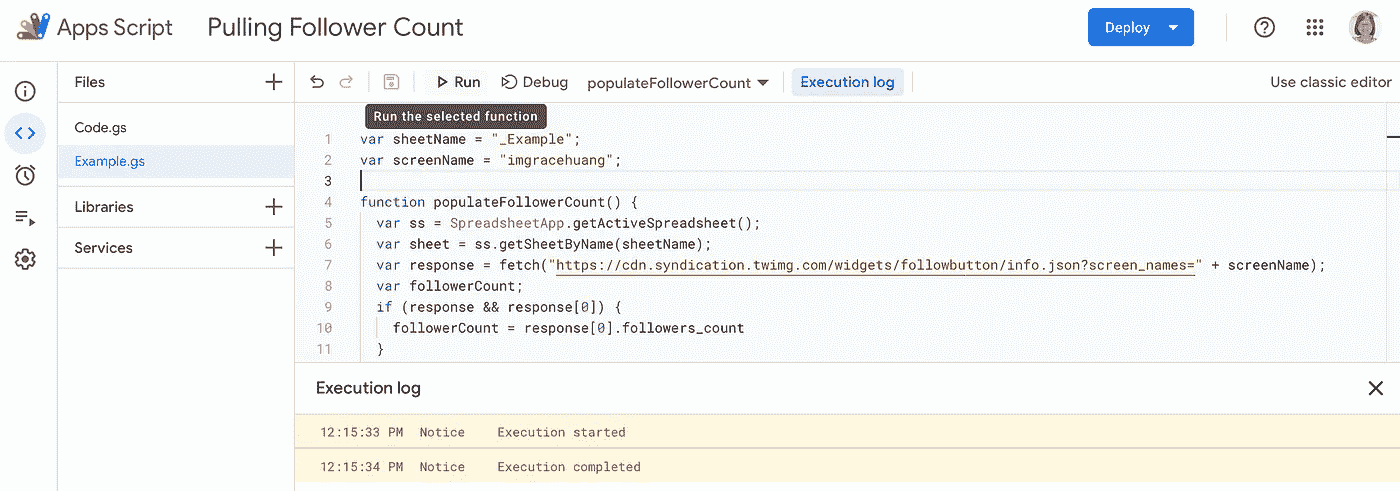 Apps Script Pulling Follower Count Deploy
Files Run Debug populateFollowerCount Execution log Use classic editor
Run the selected function
Code.gs
Example.gs
Libraries
Services
1 var sheetName = "_Example";
2 var screenName = "imgracehuang";
3
4 function populateFollowerCount() {
5 var ss = SpreadsheetApp.getActiveSpreadsheet();
6 var sheet = ss.getSheetByName(sheetName);
7 var response = fetch("https://cdn.syndication.twimg.com/widgets/followbutton/info.json?screen_names=" + screenName);
8 var followerCount;
9 if (response && response[0]) {
10 followerCount = response[0].followers_count
11 }
Execution log
12:15:33 PM Notice Execution started
12:15:34 PM Notice Execution completed